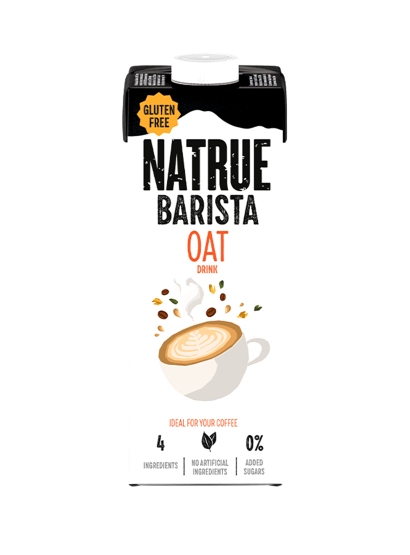 GLUTEN
FREE
NATRUE
BARISTA
OAT
DRINK
IDEAL FOR YOUR COFFEE
4
INGREDIENTS
NO ARTIFICIAL
INGREDIENTS
0%
ADDED
SUGARS